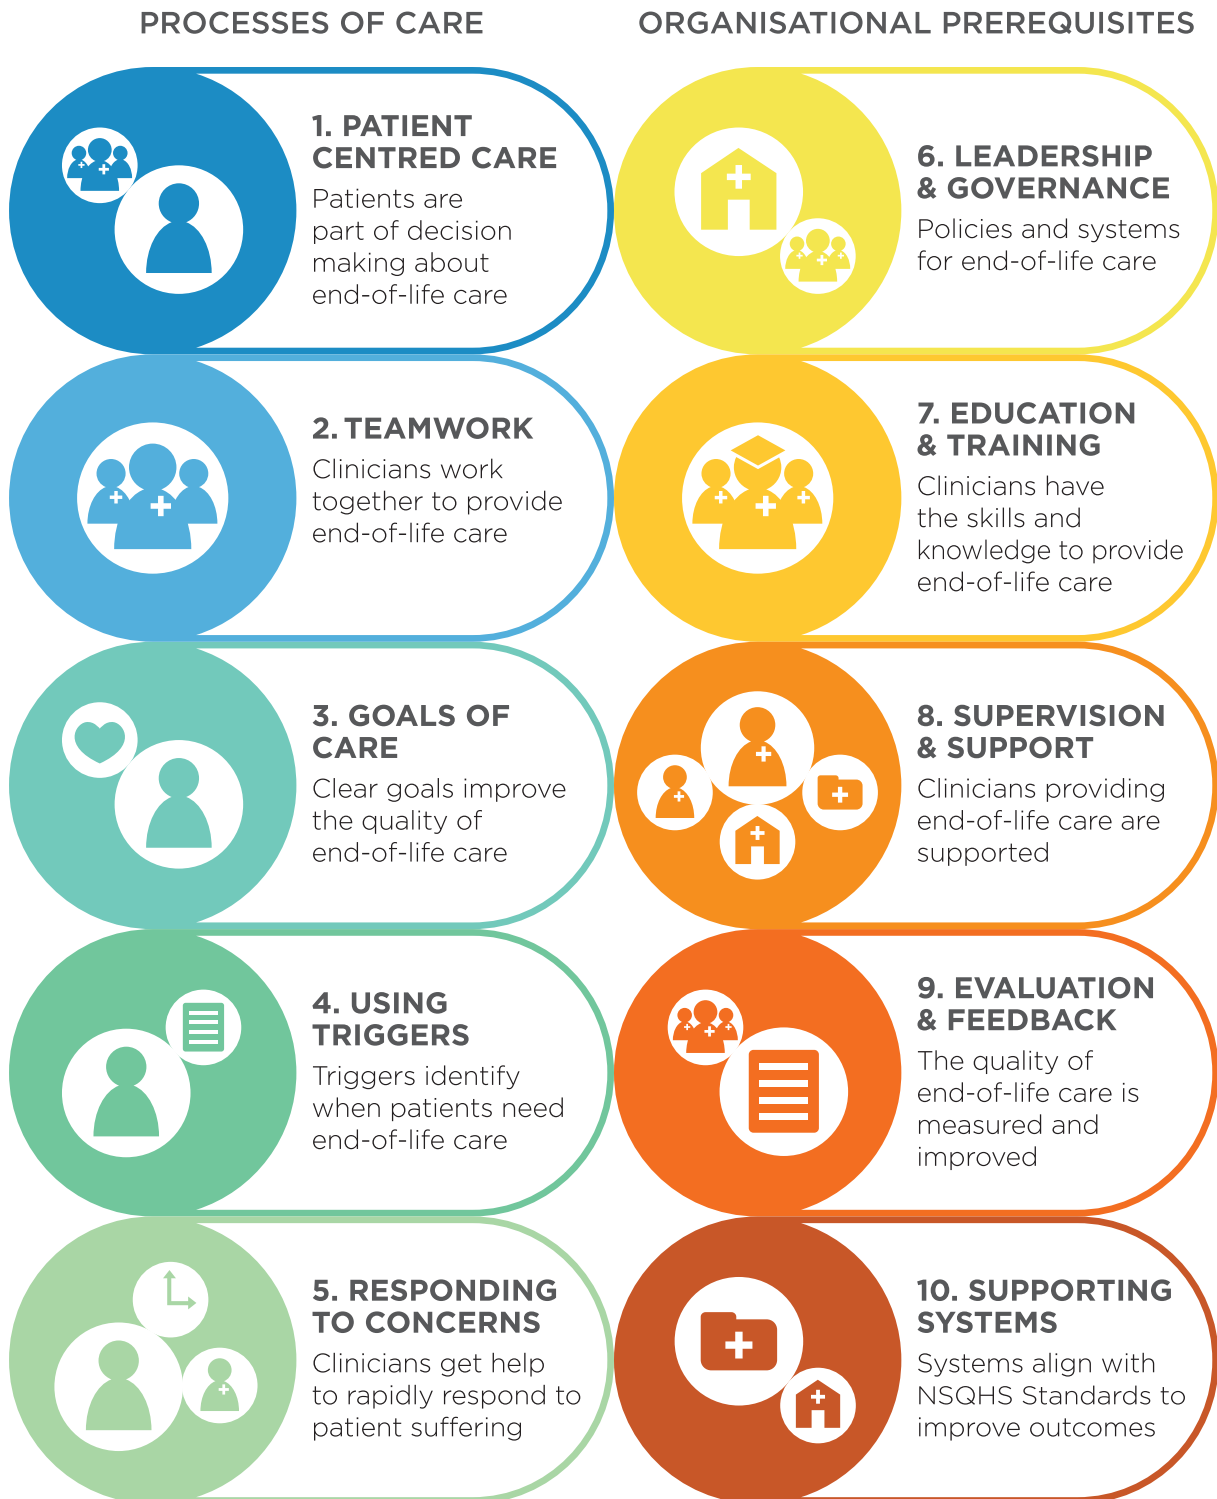 PROCESSES OF CARE
1. PATIENT
CENTRED CARE
Patients are
part of decision
making about
end-of-life care
2. TEAMWORK
Clinicians work
together to provide
end-of-life care
3. GOALS OF
CARE
Clear goals improve
the quality of
end-of-life care
4. USING
TRIGGERS
Triggers identify
when patients need
end-of-life care
5. RESPONDING
TO CONCERNS
Clinicians get help
to rapidly respond to
patient suffering
ORGANISATIONAL PREREQUISITES
6. LEADERSHIP
& GOVERNANCE
Policies and systems
for end-of-life care
7. EDUCATION
& TRAINING
Clinicians have
the skills and
knowledge to provide
end-of-life care
8. SUPERVISION
& SUPPORT
Clinicians providing
end-of-life care are
supported
9. EVALUATION
& FEEDBACK
The quality of
end-of-life care is
measured and
improved
10. SUPPORTING
SYSTEMS
Systems align with
NSQHS Standards to
improve outcomes